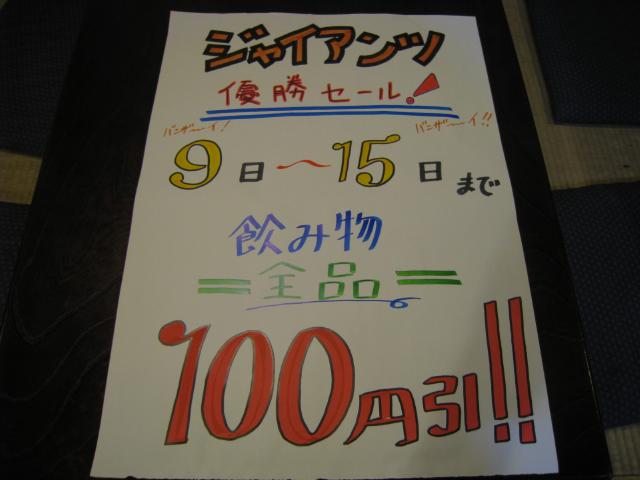 ジャイアンツ
優勝セール!
バンザーイ! バンザーイ!!
9日〜15日まで
飲み物
=全品=
100円引!!